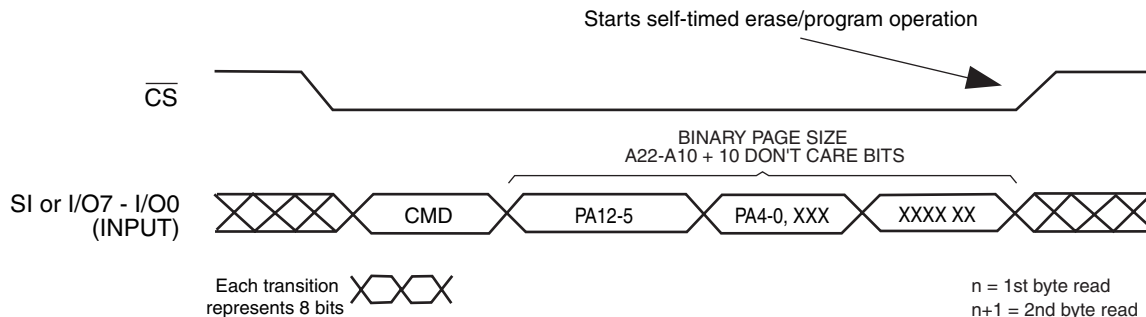 Starts self-timed erase/program operation
CS
BINARY PAGE SIZE
A22-A10 + 10 DON'T CARE BITS
SI or I/O7 - I/O0
(INPUT)
CMD
PA12-5
PA4-0, XXX
XXXX XX
Each transition
represents 8 bits
n = 1st byte read
n+1 = 2nd byte read